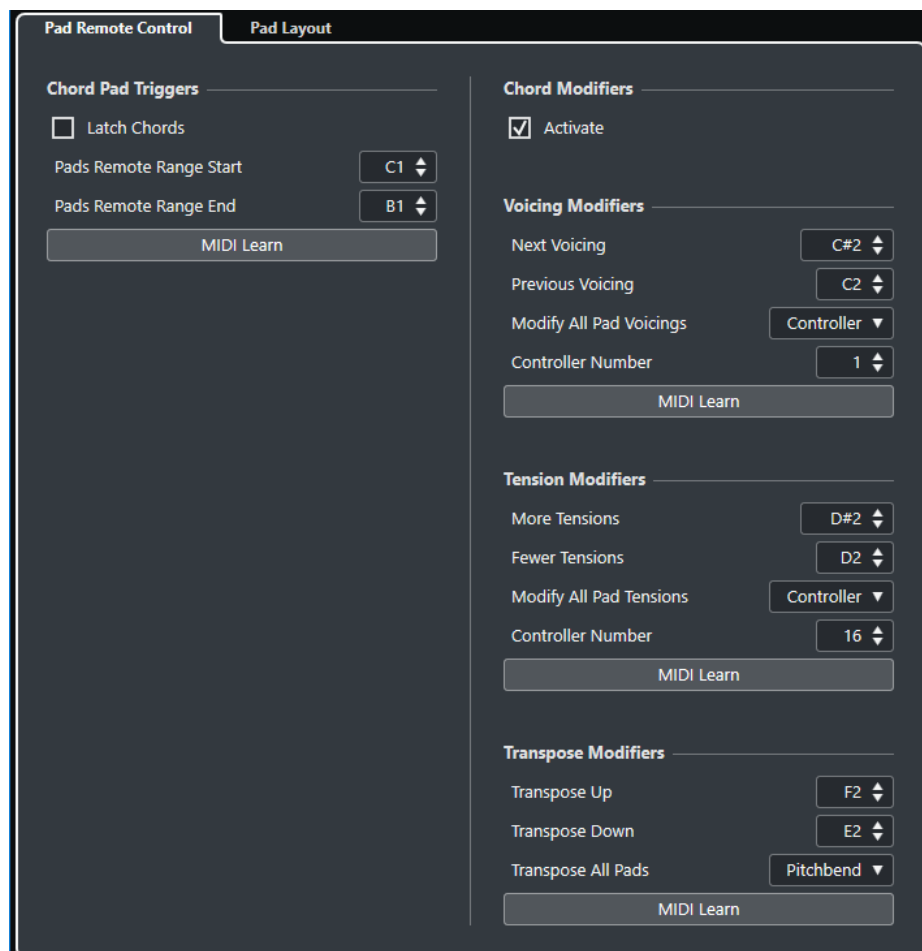 Pad Remote Control
Pad Layout
Chord Pad Triggers
Latch Chords
Pads Remote Range Start C1
Pads Remote Range End B1
MIDI Learn
Chord Modifiers
Activate
Voicing Modifiers
Next Voicing C#2
Previous Voicing C2
Modify All Pad Voicings Controller
Controller Number 1
MIDI Learn
Tension Modifiers
More Tensions D#2
Fewer Tensions D2
Modify All Pad Tensions Controller
Controller Number 16
MIDI Learn
Transpose Modifiers
Transpose Up F2
Transpose Down E2
Transpose All Pads Pitchbend
MIDI Learn